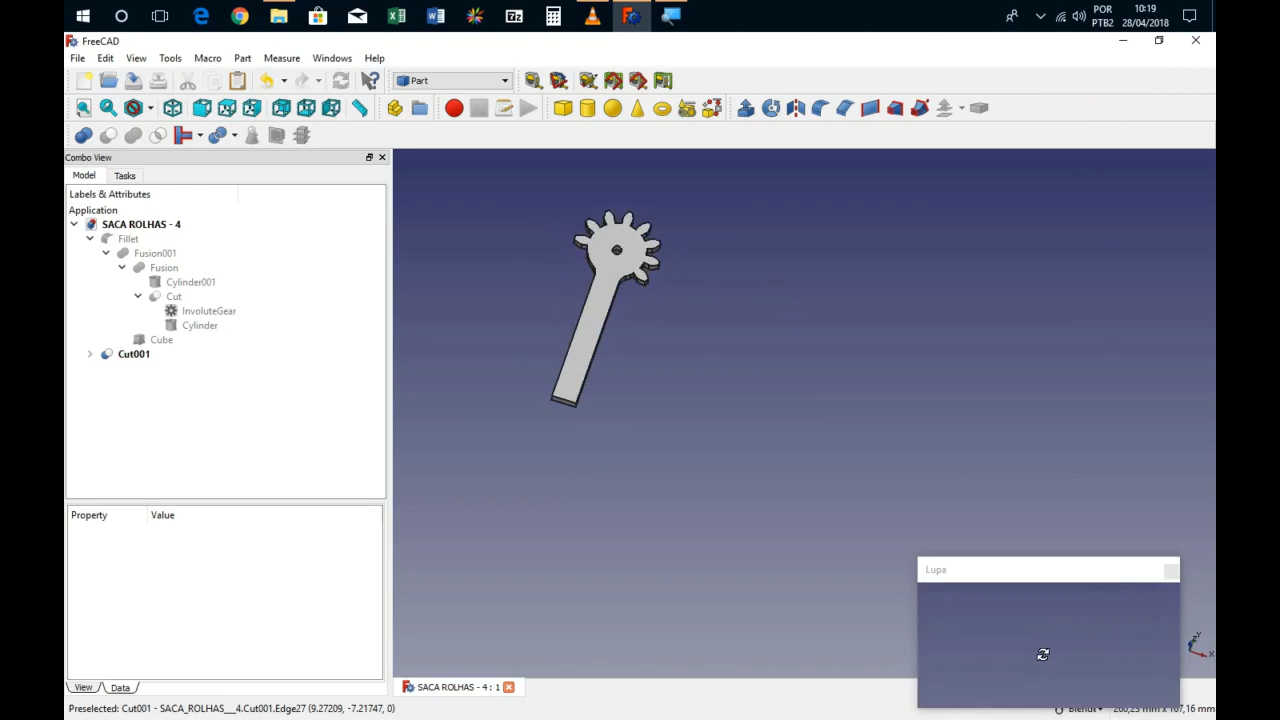 POR
10:19
PTB2
28/04/2018
FreeCAD
File Edit View Tools Macro Part Measure Windows Help
Part
Combo View
Model Tasks
Labels & Attributes
Application
SACA ROLHAS - 4
Fillet
Fusion001
Fusion
Cylinder001
Cut
InvoluteGear
Cylinder
Cube
Cut001
Property Value
Lupa
View Data
SACA ROLHAS - 4 : 1
Preselected: Cut001 - SACA_ROLHAS___4.Cut001.Edge27 (9.27209, -7.21747, 0)